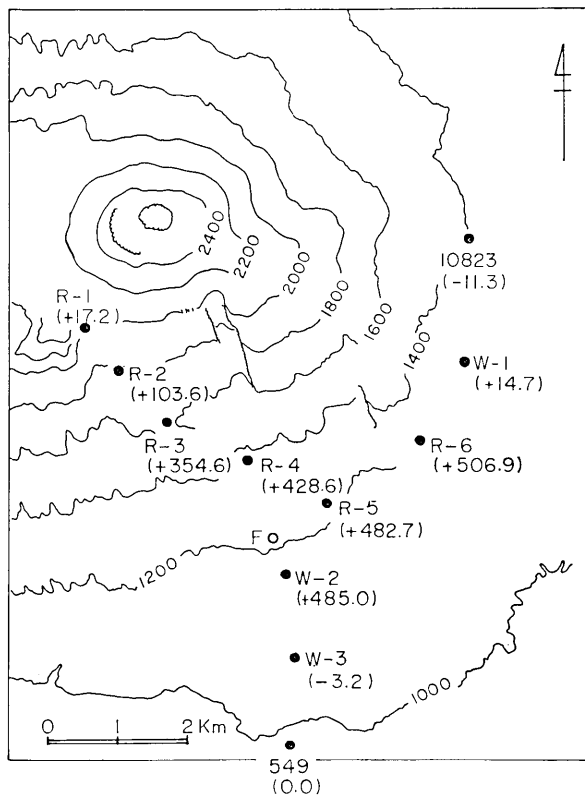 2400
2200
2000
1800
1600
1400
10823
(-11.3)
R-1
(+17.2)
R-2
(+103.6)
W-1
(+14.7)
R-3
(+354.6)
R-4
(+428.6)
R-6
(+506.9)
R-5
(+482.7)
F
1200
W-2
(+485.0)
W-3
(-3.2)
1000
0 1 2 Km
549
(0.0)